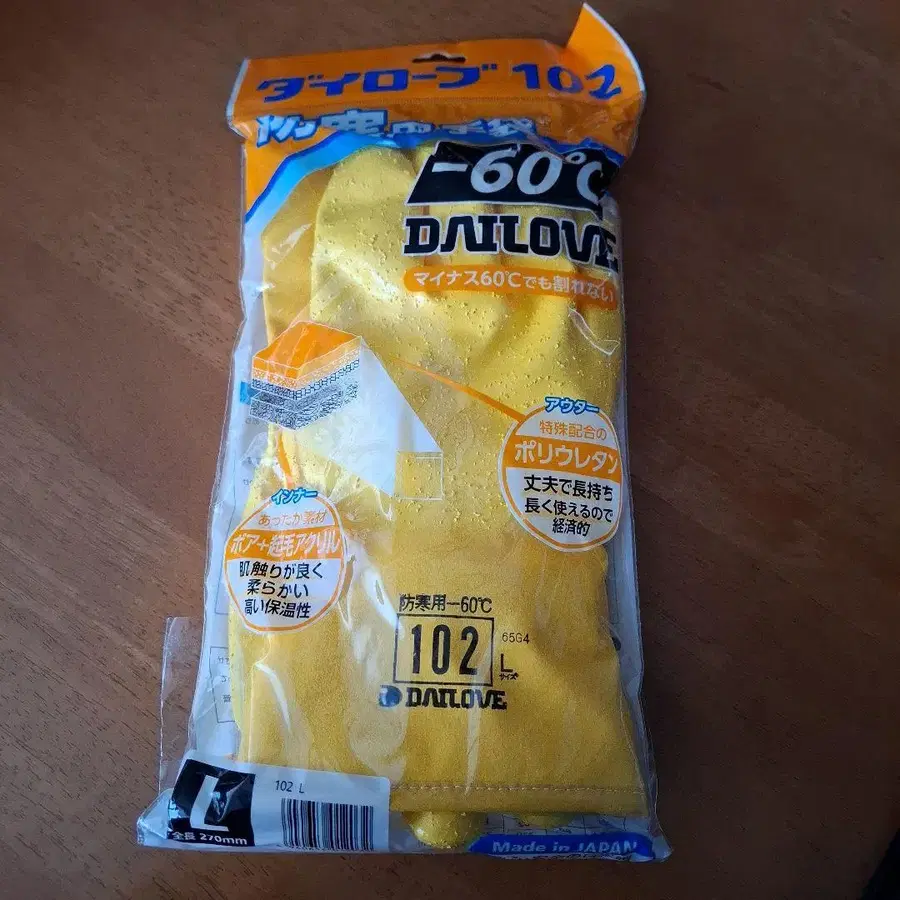 ダイローブ 102
防寒用手袋
-60℃
DAILOVE
マイナス60℃でも割れない
アウター
特殊配合の
ポリウレタン
丈夫で長持ち
長く使えるので
経済的
インナー
あったか素材
ボア+起毛アクリル
肌触りが良く
柔らかい
高い保温性
防寒用-60℃
102
65G4
L
サイズ
DAILOVE
L
全長 270mm
102 L
Made in JAPAN